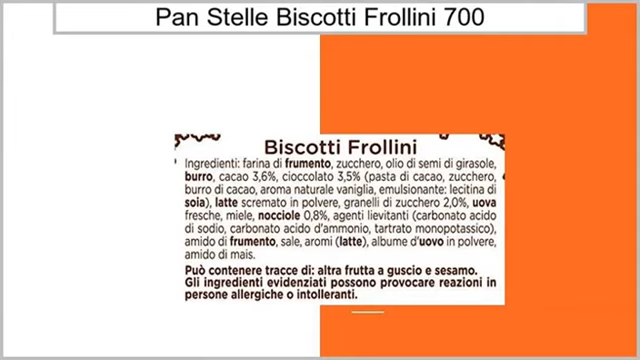 Pan Stelle Biscotti Frollini 700
Biscotti Frollini
Ingredienti: farina di frumento, zucchero, olio di semi di girasole,
burro, cacao 3,6%, cioccolato 3,5% (pasta di cacao, zucchero,
burro di cacao, aroma naturale vaniglia, emulsionante: lecitina di
soia), latte scremato in polvere, granelli di zucchero 2,0%, uova
fresche, miele, nocciole 0,8%, agenti lievitanti (carbonato acido
di sodio, carbonato acido d'ammonio, tartrato monopotassico),
amido di frumento, sale, aromi (latte), albume d'uovo in polvere,
amido di mais.
Può contenere tracce di: altra frutta a guscio e sesamo.
Gli ingredienti evidenziati possono provocare reazioni in
persone allergiche o intolleranti.